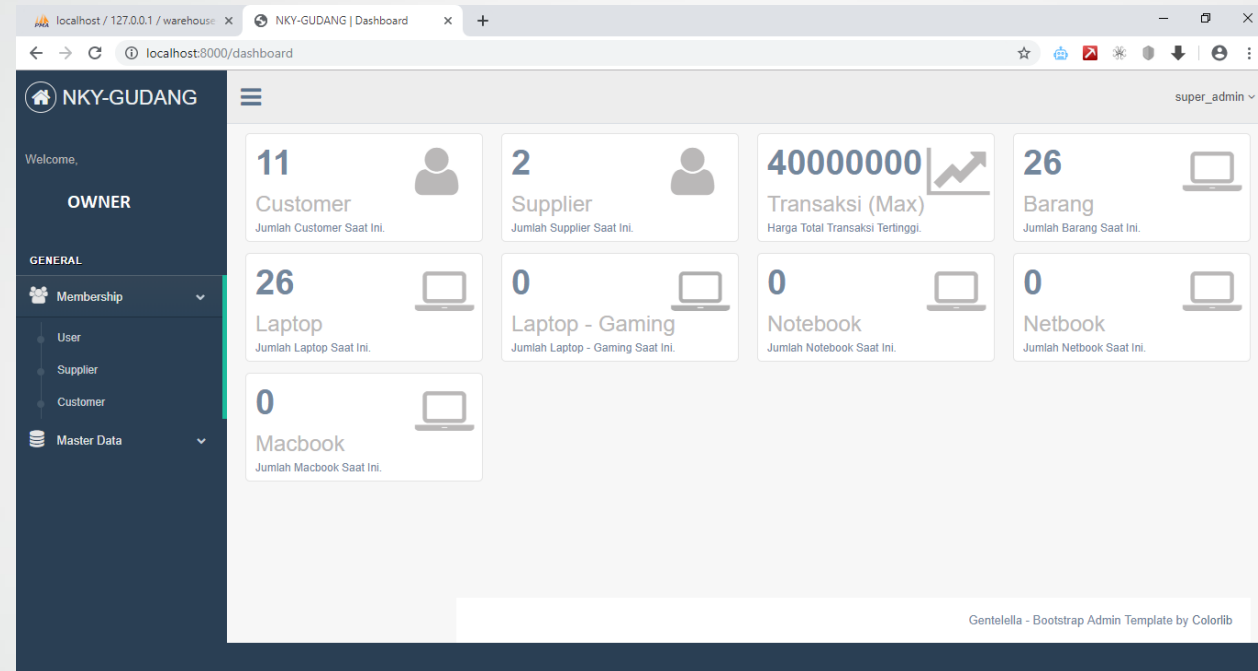 localhost / 127.0.0.1 / warehouse
NKY-GUDANG | Dashboard
localhost:8000/dashboard
NKY-GUDANG
super_admin
Welcome,
OWNER
GENERAL
Membership
User
Supplier
Customer
Master Data
11
Customer
Jumlah Customer Saat Ini.
2
Supplier
Jumlah Supplier Saat Ini.
40000000
Transaksi (Max)
Harga Total Transaksi Tertinggi.
26
Barang
Jumlah Barang Saat Ini.
26
Laptop
Jumlah Laptop Saat Ini.
0
Laptop - Gaming
Jumlah Laptop - Gaming Saat Ini.
0
Notebook
Jumlah Notebook Saat Ini.
0
Netbook
Jumlah Netbook Saat Ini.
0
Macbook
Jumlah Macbook Saat Ini.
Gentelella - Bootstrap Admin Template by Colorlib